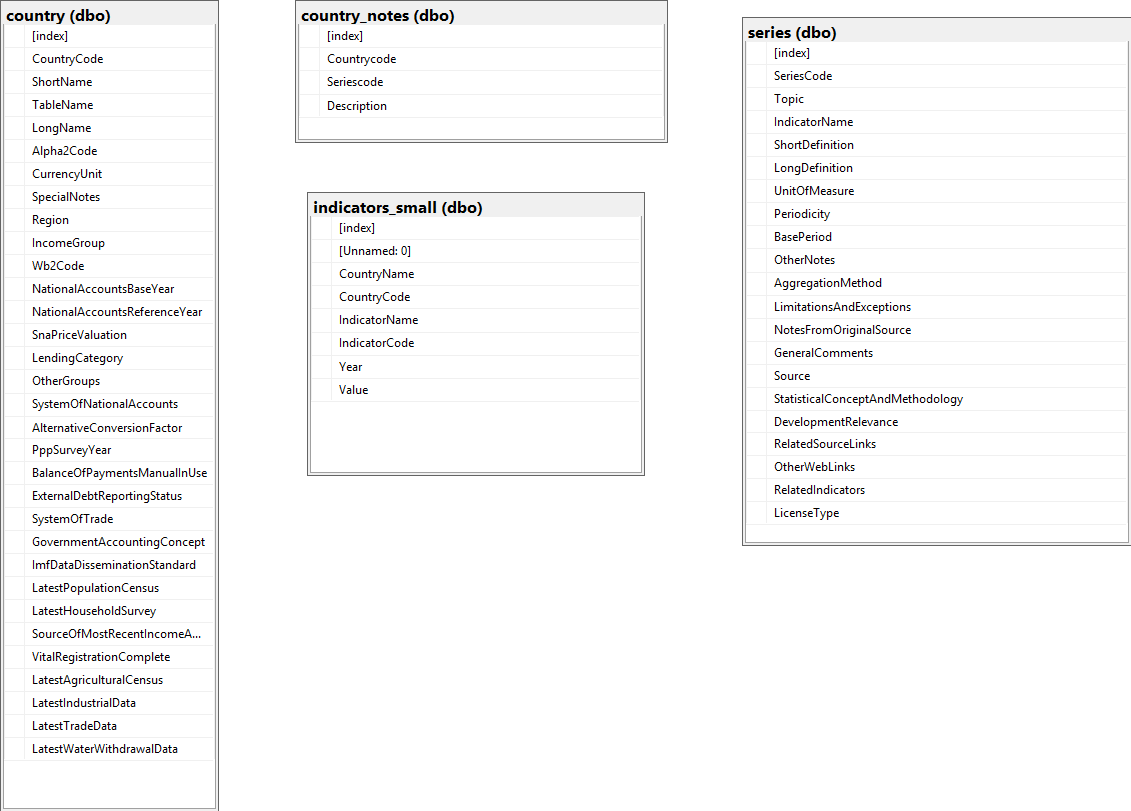 country (dbo)
[index]
CountryCode
ShortName
TableName
LongName
Alpha2Code
CurrencyUnit
SpecialNotes
Region
IncomeGroup
Wb2Code
NationalAccountsBaseYear
NationalAccountsReferenceYear
SnaPriceValuation
LendingCategory
OtherGroups
SystemOfNationalAccounts
AlternativeConversionFactor
PppSurveyYear
BalanceOfPaymentsManualInUse
ExternalDebtReportingStatus
SystemOfTrade
GovernmentAccountingConcept
ImfDataDisseminationStandard
LatestPopulationCensus
LatestHouseholdSurvey
SourceOfMostRecentIncomeA...
VitalRegistrationComplete
LatestAgriculturalCensus
LatestIndustrialData
LatestTradeData
LatestWaterWithdrawalData
country_notes (dbo)
[index]
Countrycode
Seriescode
Description
indicators_small (dbo)
[index]
[Unnamed: 0]
CountryName
CountryCode
IndicatorName
IndicatorCode
Year
Value
series (dbo)
[index]
SeriesCode
Topic
IndicatorName
ShortDefinition
LongDefinition
UnitOfMeasure
Periodicity
BasePeriod
OtherNotes
AggregationMethod
LimitationsAndExceptions
NotesFromOriginalSource
GeneralComments
Source
StatisticalConceptAndMethodology
DevelopmentRelevance
RelatedSourceLinks
OtherWebLinks
RelatedIndicators
LicenseType